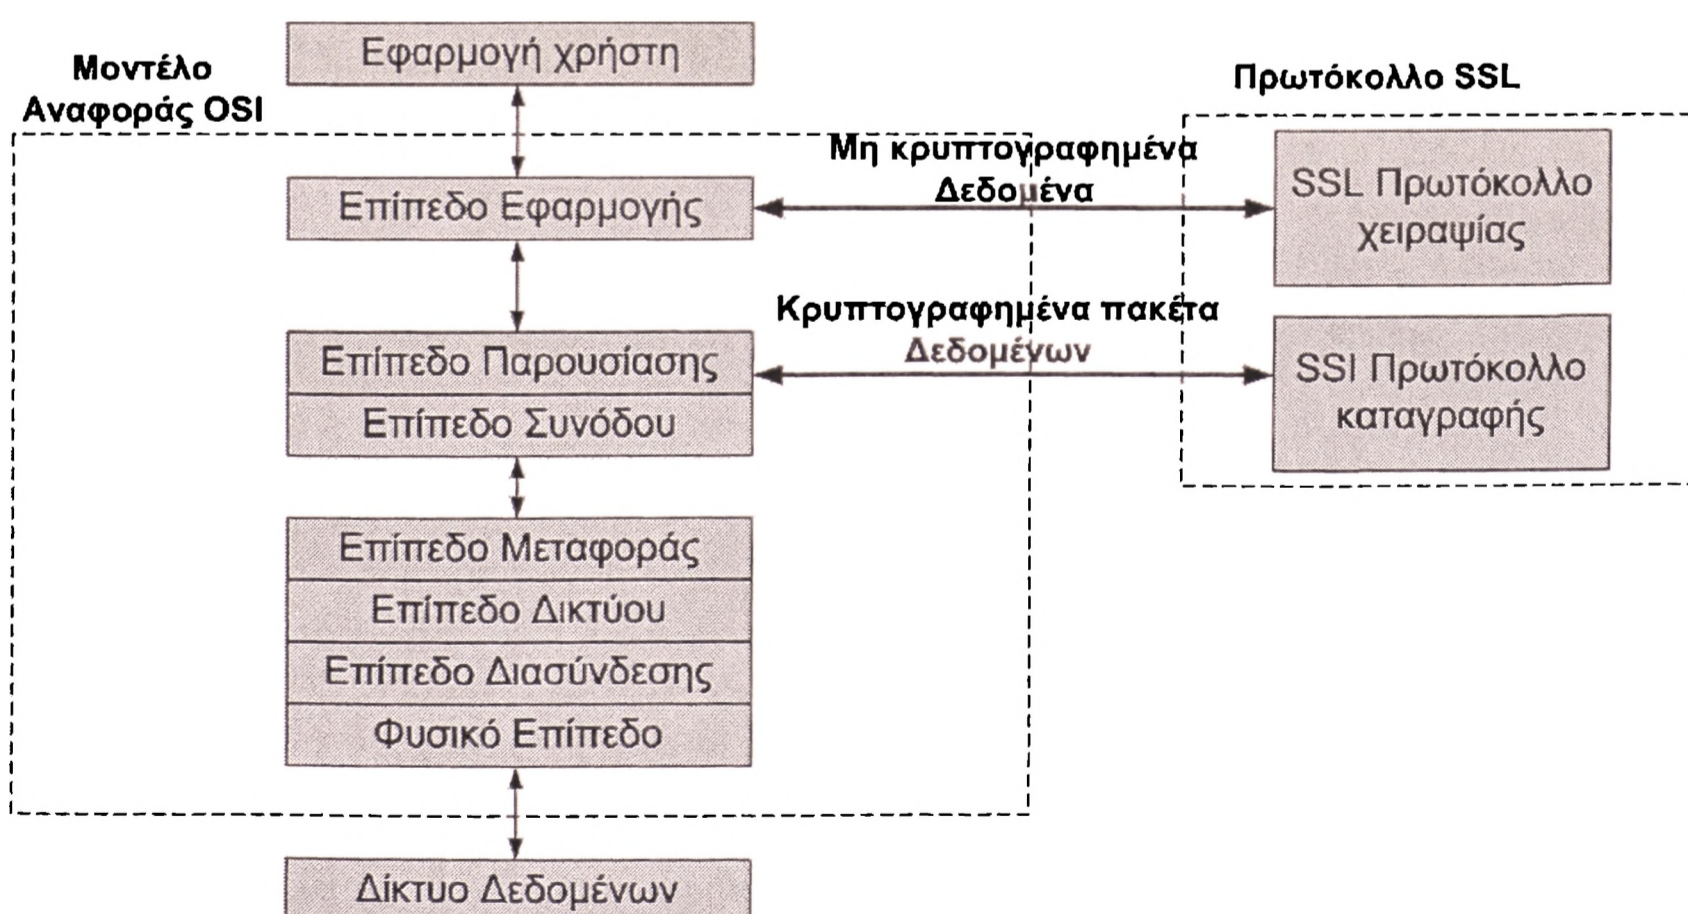 Εφαρμογή χρήστη
Μοντέλο
Αναφοράς OSI
Πρωτόκολλο SSL
Μη κρυπτογραφημένα
Δεδομένα
Επίπεδο Εφαρμογής
SSL Πρωτόκολλο
χειραψίας
Κρυπτογραφημένα πακέτα
Δεδομένων
Επίπεδο Παρουσίασης
Επίπεδο Συνόδου
SSI Πρωτόκολλο
καταγραφής
Επίπεδο Μεταφοράς
Επίπεδο Δικτύου
Επίπεδο Διασύνδεσης
Φυσικό Επίπεδο
Δίκτυο Δεδομένων